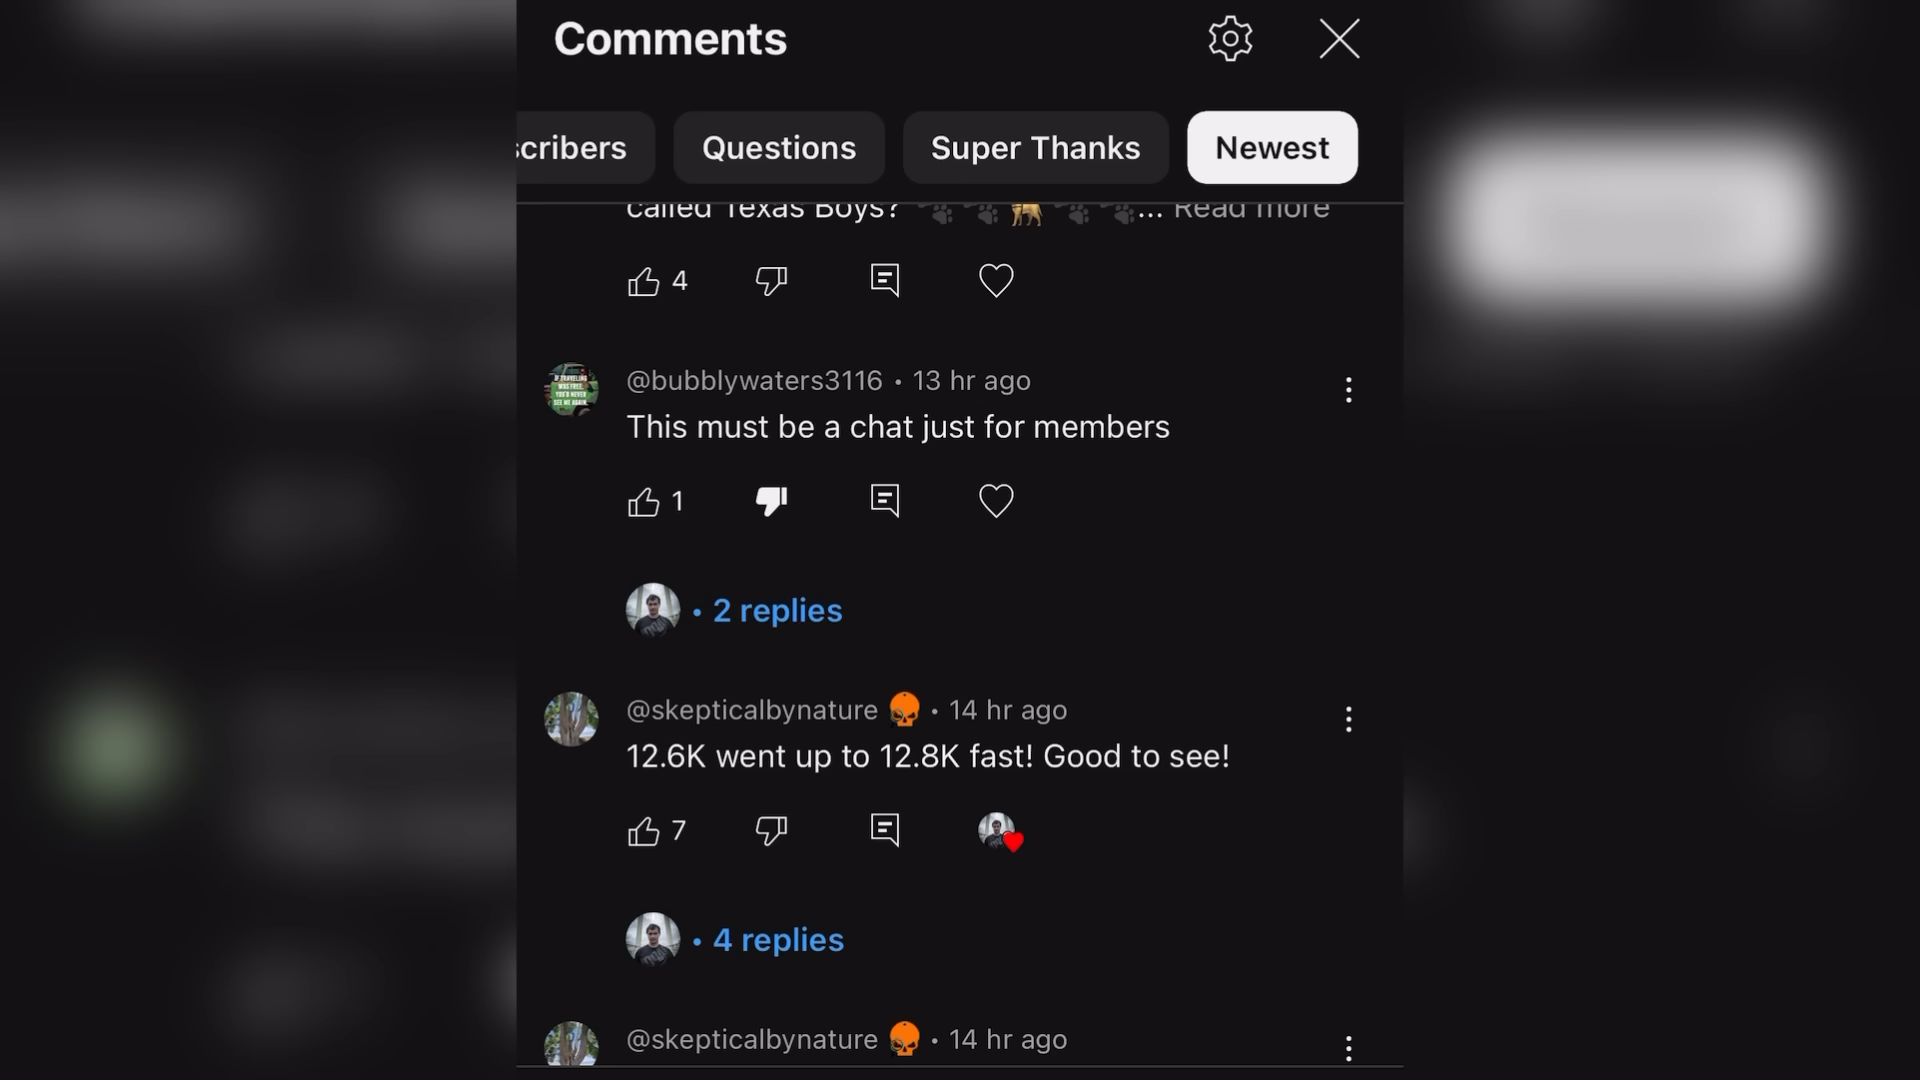 Comments
scribers Questions Super Thanks Newest
called Texas Boys? ... Read more
4
@bubblywaters3116 • 13 hr ago
This must be a chat just for members
1
• 2 replies
@skepticalbynature • 14 hr ago
12.6K went up to 12.8K fast! Good to see!
7
• 4 replies
@skepticalbynature • 14 hr ago